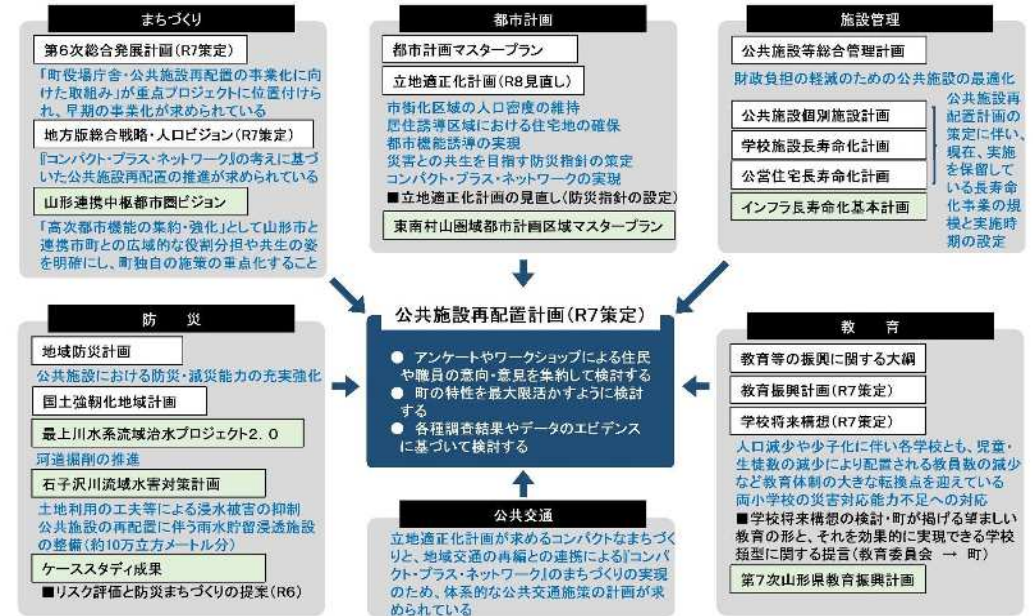 まちづくり
第6次総合発展計画(R7策定)
「町役場庁舎・公共施設再配置の事業化に向
けた取組み」が重点プロジェクトに位置付けら
れ、早期の事業化が求められている
地方版総合戦略・人口ビジョン(R7策定)
『コンパクト・プラス・ネットワーク』の考えに基づ
いた公共施設再配置の推進が求められている
山形連携中枢都市圏ビジョン
「高次都市機能の集約・強化」として山形市と
連携市町との広域的な役割分担や共生の姿
を明確にし、町独自の施策の重点化すること
都市計画
都市計画マスタープラン
立地適正化計画(R8見直し)
市街化区域の人口密度の維持
居住誘導区域における住宅地の確保
都市機能誘導の実現
災害との共生を目指す防災指針の策定
コンパクト・プラス・ネットワークの実現
■立地適正化計画の見直し(防災指針の設定)
東南村山圏域都市計画区域マスタープラン
施設管理
公共施設等総合管理計画
財政負担の軽減のための公共施設の最適化
公共施設個別施設計画
学校施設長寿命化計画
公営住宅長寿命化計画
インフラ長寿命化基本計画
公共施設再
配置計画の
策定に伴い、
現在、実施
を保留して
いる長寿命
化事業の規
模と実施時
期の設定
防 災
地域防災計画
公共施設における防災・減災能力の充実強化
国土強靭化地域計画
最上川水系流域治水プロジェクト2.0
河道掘削の推進
石子沢川流域水害対策計画
土地利用の工夫等による浸水被害の抑制
公共施設の再配置に伴う雨水貯留浸透施設
の整備(約10万立方メートル分)
ケーススタディ成果
■リスク評価と防災まちづくりの提案(R6)
公共施設再配置計画(R7策定)
● アンケートやワークショップによる住民
や職員の意向・意見を集約して検討する
● 町の特性を最大限活かすように検討
する
● 各種調査結果やデータのエビデンス
に基づいて検討する
公共交通
立地適正化計画が求めるコンパクトなまちづく
りと、地域交通の再編との連携による『コンパ
クト・プラス・ネットワーク』のまちづくりの実現
のため、体系的な公共交通施策の計画が求
められている
教 育
教育等の振興に関する大綱
教育振興計画(R7策定)
学校将来構想(R7策定)
人口減少や少子化に伴い各学校とも、児童・
生徒数の減少により配置される教員数の減少
など教育体制の大きな転換点を迎えている
両小学校の災害対応能力不足への対応
■学校将来構想の検討・町が掲げる望ましい
教育の形と、それを効果的に実現できる学校
類型に関する提言(教育委員会 → 町)
第7次山形県教育振興計画